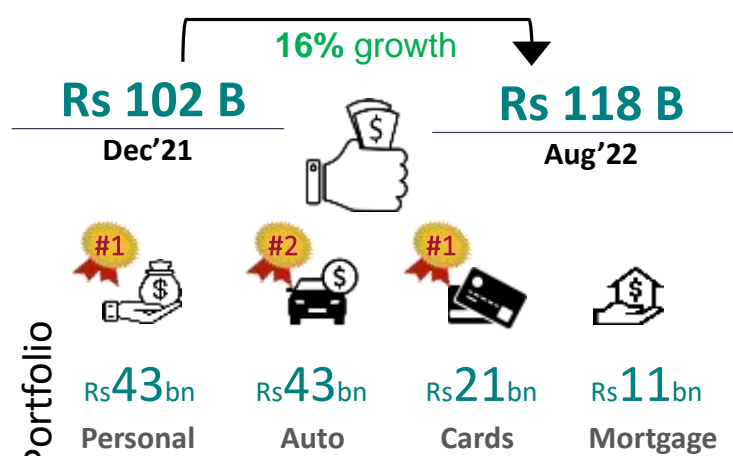 16% growth
Rs 102 B
Rs 118 B
Dec’21
Aug’22
#1
#2
#1
$
$
$
$
Portfolio
Rs43bn
Rs43bn
Rs21bn
Rs11bn
Personal
Auto
Cards
Mortgage